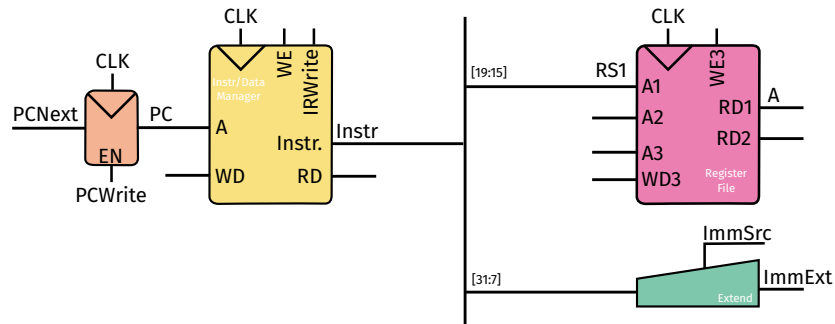 CLK
CLK
CLK
PCNext
PC
EN
PCWrite
WE
IRWrite
Instr/Data
Manager
A
Instr.
WD
RD
Instr
[19:15]
RS1
WE3
A1
A2
A3
WD3
RD1
RD2
A
Register
File
ImmSrc
[31:7]
Extend
ImmExt